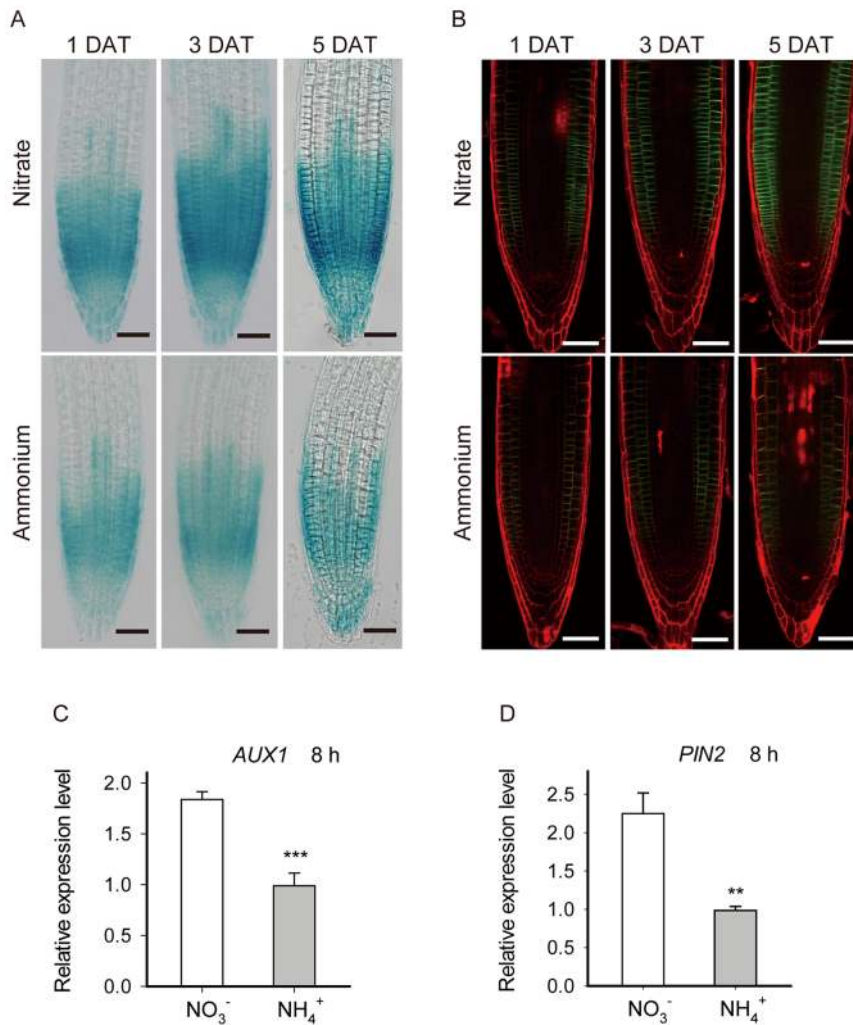 A
1 DAT 3 DAT 5 DAT
Nitrate
Ammonium
B
1 DAT 3 DAT 5 DAT
Nitrate
Ammonium
C
AUX1 8 h
Relative expression level
2.0
1.5
1.0
0.5
0.0
***
NO₃⁻ NH₄⁺
D
PIN2 8 h
Relative expression level
2.5
2.0
1.5
1.0
0.5
0.0
**
NO₃⁻ NH₄⁺